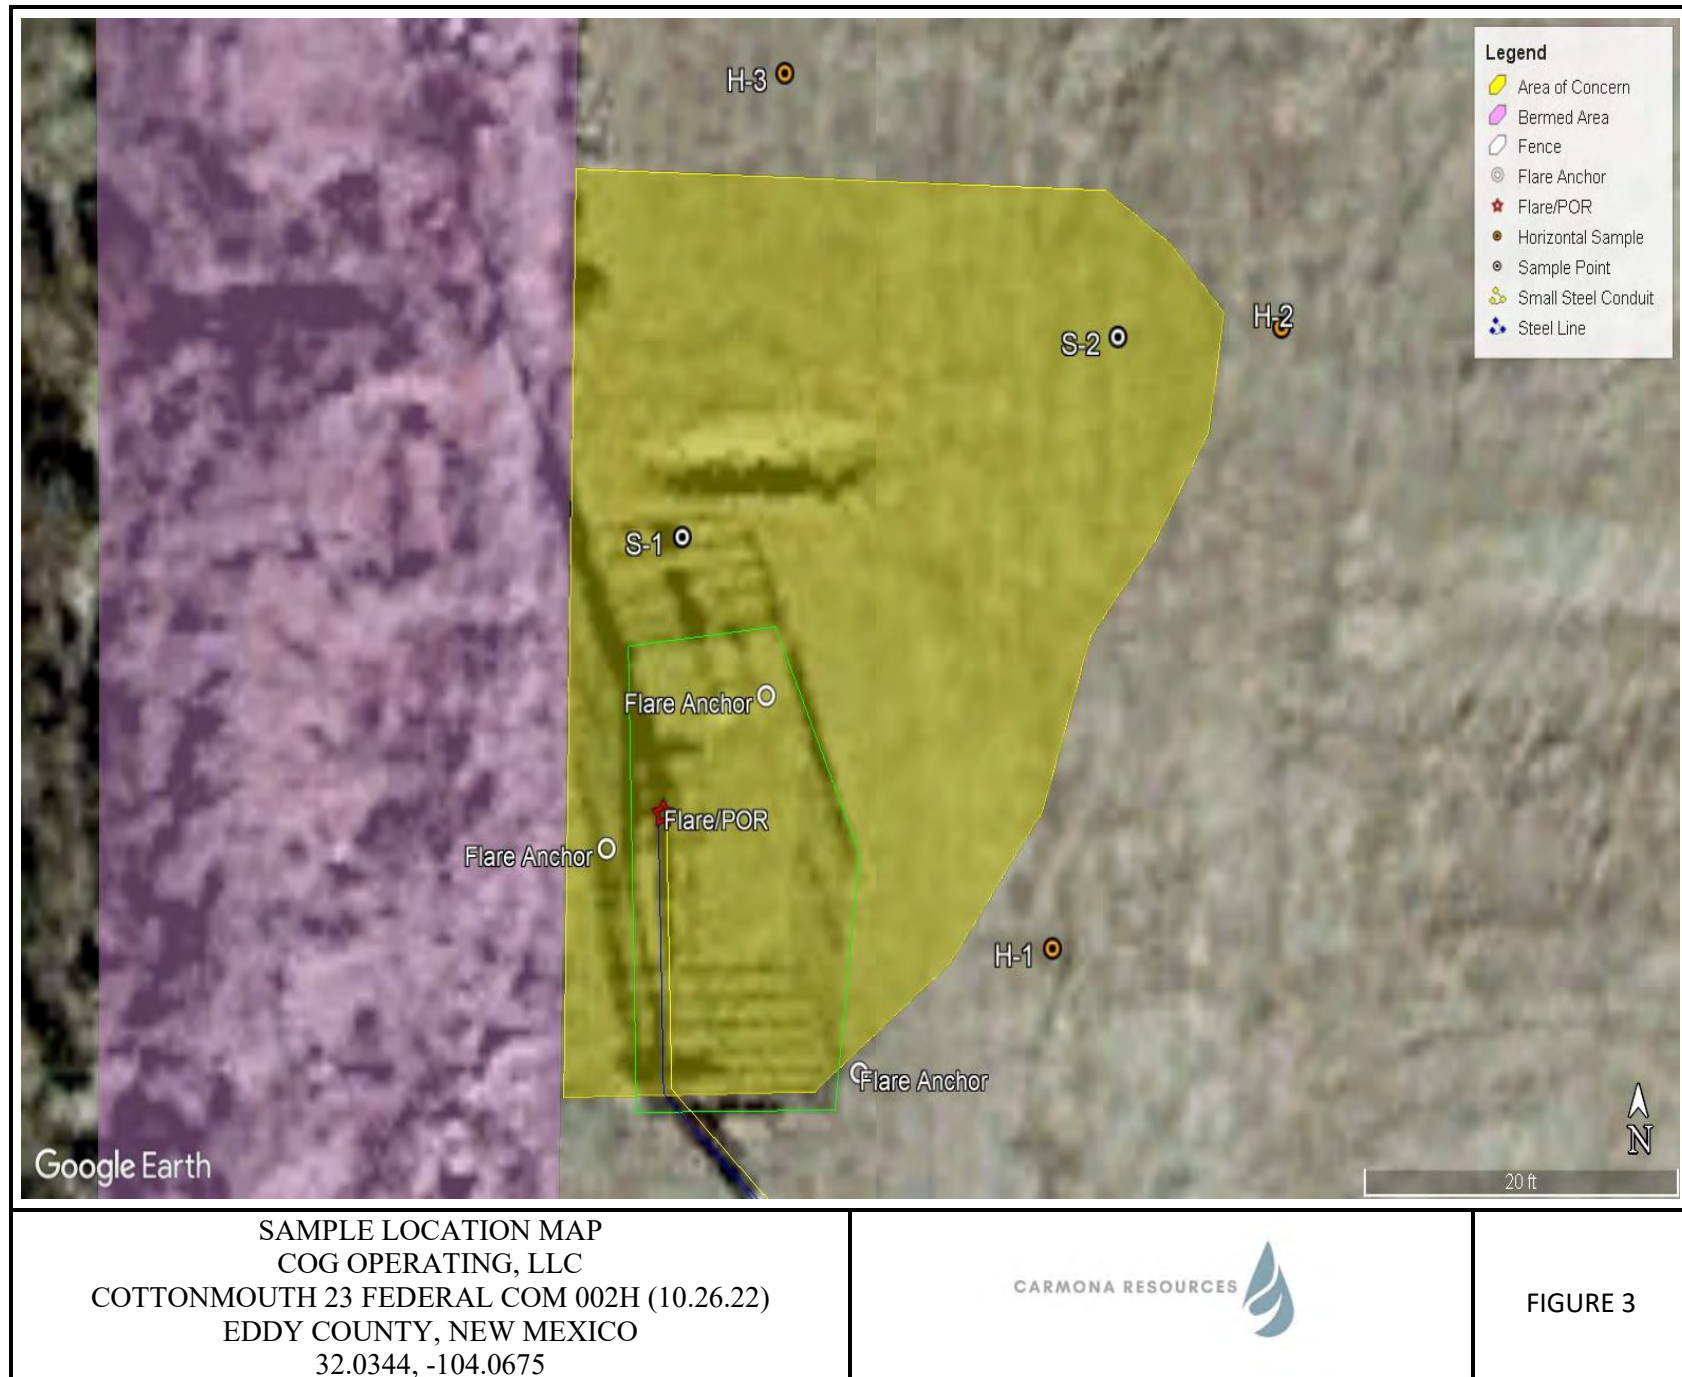 H-3
Legend
Area of Concern
Bermed Area
Fence
Flare Anchor
Flare/POR
Horizontal Sample
Sample Point
Small Steel Conduit
Steel Line
H-2
S-2
S-1
Flare Anchor
Flare/POR
Flare Anchor
H-1
Flare Anchor
N
Google Earth
20 ft
SAMPLE LOCATION MAP
COG OPERATING, LLC
COTTONMOUTH 23 FEDERAL COM 002H (10.26.22)
EDDY COUNTY, NEW MEXICO
32.0344, -104.0675
CARMONA RESOURCES
FIGURE 3